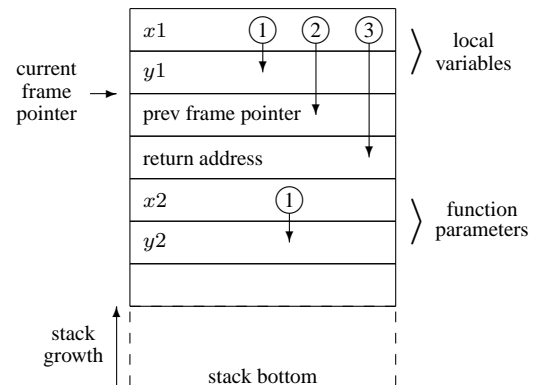 x1 1 2 3
y1
prev frame pointer
return address
x2 1
y2
local
variables
current
frame
pointer
function
parameters
stack
growth
stack bottom